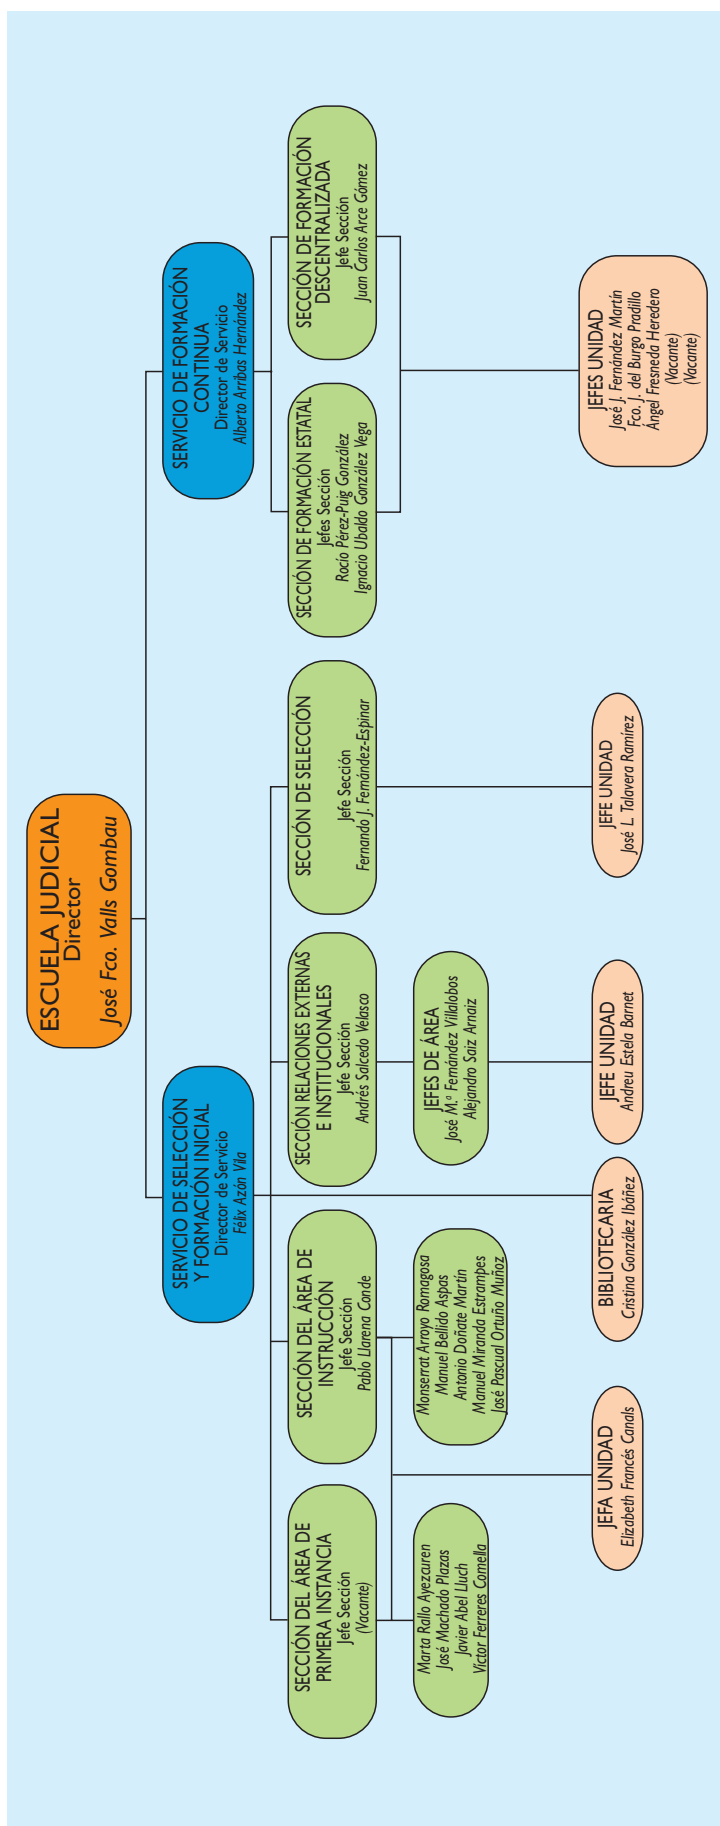 ESCUELA JUDICIAL
Director
José Fco. Valls Gombau
SERVICIO DE SELECCIÓN
Y FORMACIÓN INICIAL
Director de Servicio
Félix Azón Vila
SERVICIO DE FORMACIÓN
CONTINUA
Director de Servicio
Alberto Arribas Hernández
SECCIÓN DEL ÁREA DE
PRIMERA INSTANCIA
Jefe Sección
(Vacante)
SECCIÓN DEL ÁREA DE
INSTRUCCIÓN
Jefe Sección
Pablo Llarena Conde
SECCIÓN RELACIONES EXTERNAS
E INSTITUCIONALES
Jefe Sección
Andrés Salcedo Velasco
SECCIÓN DE SELECCIÓN
Jefe Sección
Fernando J. Fernández-Espinar
SECCIÓN DE FORMACIÓN ESTATAL
Jefes Sección
Rocío Pérez-Puig González
Ignacio Ubaldo González Vega
SECCIÓN DE FORMACIÓN
DESCENTRALIZADA
Jefe Sección
Juan Carlos Arce Gómez
Marta Rallo Ayezcuren
José Machado Plazas
Javier Abel Lluch
Víctor Ferreres Comella
Monserrat Arroyo Romagosa
Manuel Bellido Aspas
Antonio Doñate Martín
Manuel Miranda Estrampes
José Pascual Ortuño Muñoz
JEFES DE ÁREA
José M.ª Fernández Villalobos
Alejandro Saiz Arnaiz
JEFA UNIDAD
Elizabeth Francés Canals
BIBLIOTECARIA
Cristina González Ibáñez
JEFE UNIDAD
Andreu Estela Barnet
JEFE UNIDAD
José L. Talavera Ramírez
JEFES UNIDAD
José J. Fernández Martín
Fco. J. del Burgo Pradillo
Ángel Fresneda Heredero
(Vacante)
(Vacante)